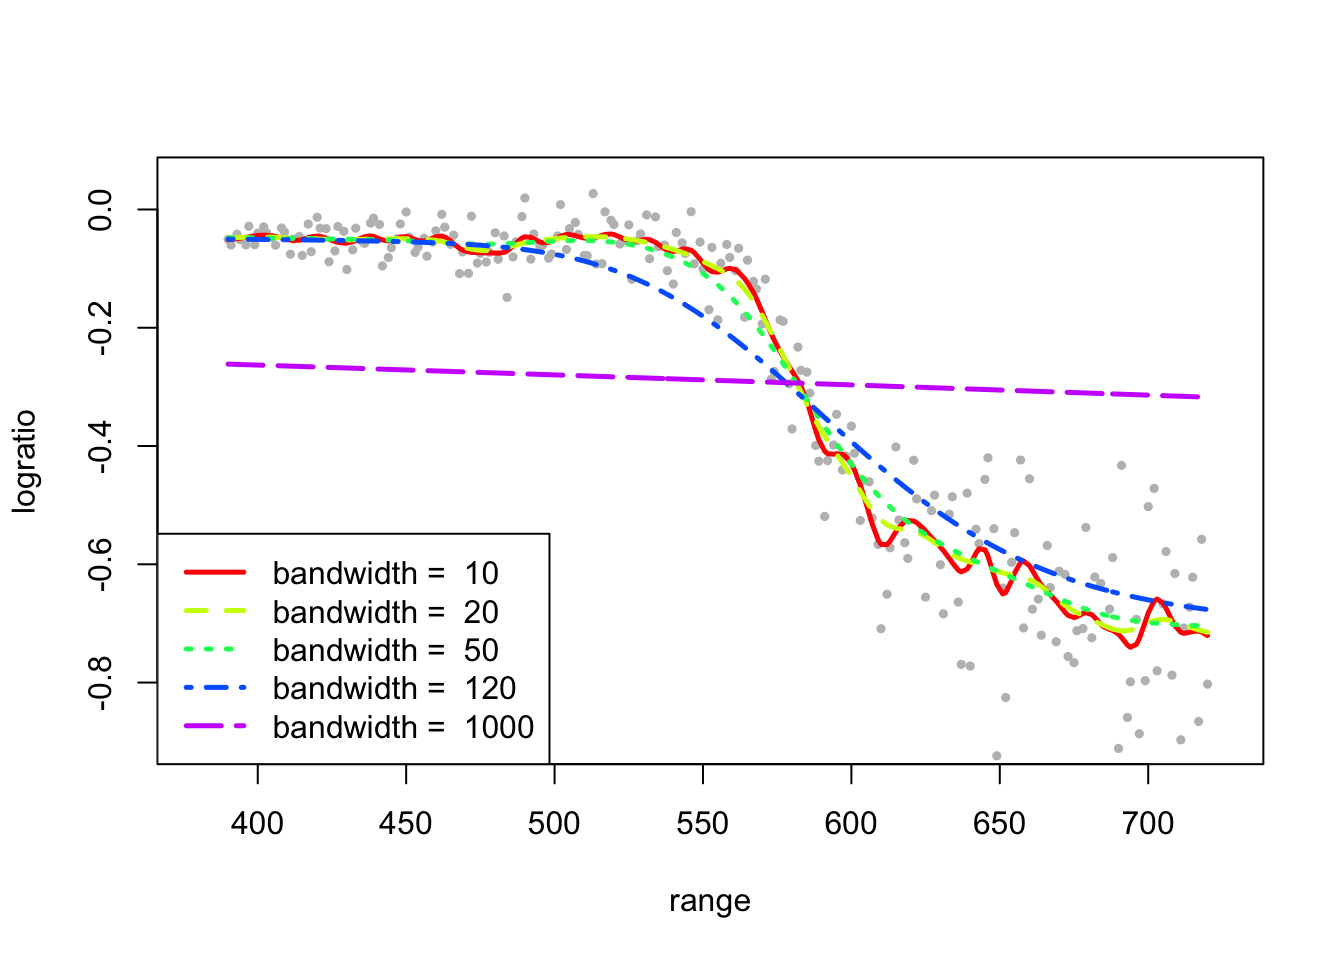 0.0
-0.2
-0.4
-0.6
-0.8
logratio
bandwidth =  10
bandwidth =  20
bandwidth =  50
bandwidth =  120
bandwidth =  1000
400 450 500 550 600 650 700
range